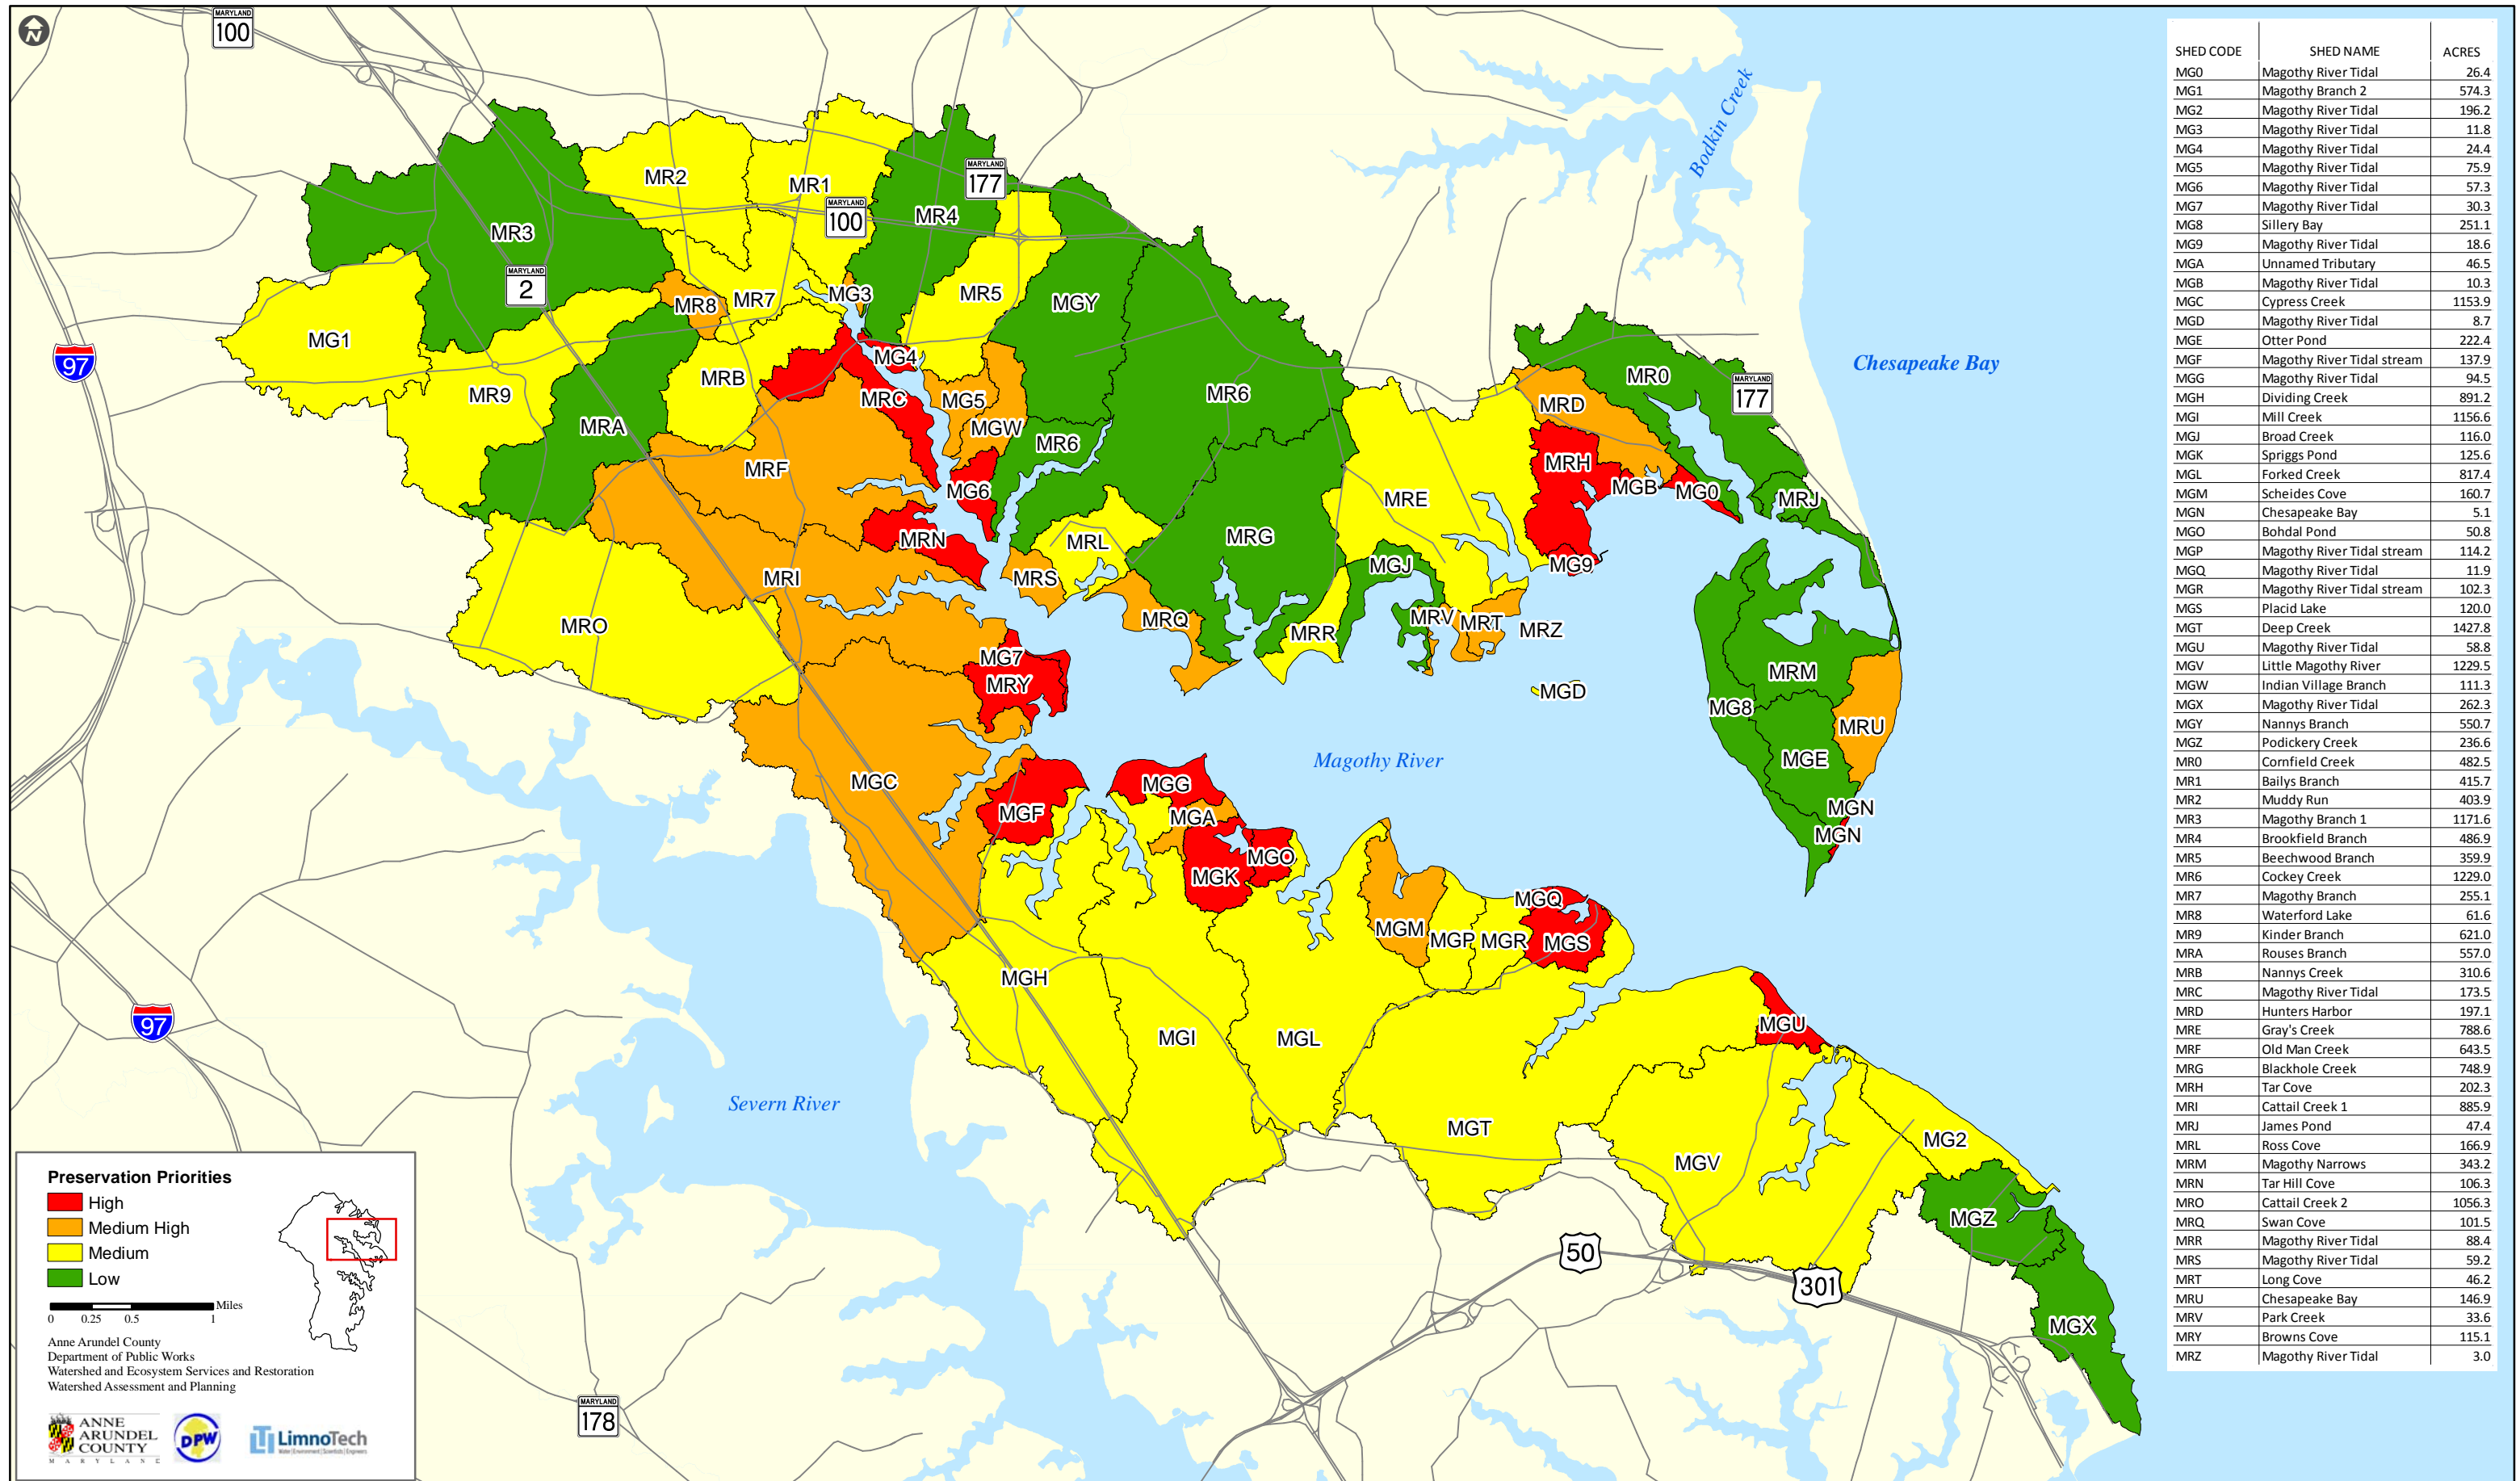 N
MARYLAND
100
MARYLAND
177
MARYLAND
100
MARYLAND
2
MARYLAND
177
97
97
MARYLAND
178
50
301
Bodkin Creek
Chesapeake Bay
Magothy River
Severn River
MR2
MR1
MR4
MR3
MG3
MR5
MGY
MR8
MR7
MG1
MG4
MRB
MR9
MRC
MG5
MR6
MRA
MGW
MR6
MRF
MG6
MR0
MRD
MRH
MGB
MG0
MRJ
MRE
MRN
MRL
MRG
MG9
MGJ
MRI
MRS
MRO
MRQ
MRR
MRV
MRT
MRZ
MG7
MRY
MGD
MRM
MG8
MRU
MGE
MGC
MGG
MGF
MGA
MGN
MGN
MGO
MGK
MGM
MGP
MGR
MGQ
MGS
MGH
MGI
MGL
MGU
MGT
MGV
MG2
MGZ
MGX
SHED CODE SHED NAME ACRES
MG0 Magothy River Tidal 26.4
MG1 Magothy Branch 2 574.3
MG2 Magothy River Tidal 196.2
MG3 Magothy River Tidal 11.8
MG4 Magothy River Tidal 24.4
MG5 Magothy River Tidal 75.9
MG6 Magothy River Tidal 57.3
MG7 Magothy River Tidal 30.3
MG8 Sillery Bay 251.1
MG9 Magothy River Tidal 18.6
MGA Unnamed Tributary 46.5
MGB Magothy River Tidal 10.3
MGC Cypress Creek 1153.9
MGD Magothy River Tidal 8.7
MGE Otter Pond 222.4
MGF Magothy River Tidal stream 137.9
MGG Magothy River Tidal 94.5
MGH Dividing Creek 891.2
MGI Mill Creek 1156.6
MGJ Broad Creek 116.0
MGK Spriggs Pond 125.6
MGL Forked Creek 817.4
MGM Scheides Cove 160.7
MGN Chesapeake Bay 5.1
MGO Bohdal Pond 50.8
MGP Magothy River Tidal stream 114.2
MGQ Magothy River Tidal 11.9
MGR Magothy River Tidal stream 102.3
MGS Placid Lake 120.0
MGT Deep Creek 1427.8
MGU Magothy River Tidal 58.8
MGV Little Magothy River 1229.5
MGW Indian Village Branch 111.3
MGX Magothy River Tidal 262.3
MGY Nannys Branch 550.7
MGZ Podickery Creek 236.6
MR0 Cornfield Creek 482.5
MR1 Bailys Branch 415.7
MR2 Muddy Run 403.9
MR3 Magothy Branch 1 1171.6
MR4 Brookfield Branch 486.9
MR5 Beechwood Branch 359.9
MR6 Cockey Creek 1229.0
MR7 Magothy Branch 255.1
MR8 Waterford Lake 61.6
MR9 Kinder Branch 621.0
MRA Rouses Branch 557.0
MRB Nannys Creek 310.6
MRC Magothy River Tidal 173.5
MRD Hunters Harbor 197.1
MRE Gray's Creek 788.6
MRF Old Man Creek 643.5
MRG Blackhole Creek 748.9
MRH Tar Cove 202.3
MRI Cattail Creek 1 885.9
MRJ James Pond 47.4
MRL Ross Cove 166.9
MRM Magothy Narrows 343.2
MRN Tar Hill Cove 106.3
MRO Cattail Creek 2 1056.3
MRQ Swan Cove 101.5
MRR Magothy River Tidal 88.4
MRS Magothy River Tidal 59.2
MRT Long Cove 46.2
MRU Chesapeake Bay 146.9
MRV Park Creek 33.6
MRY Browns Cove 115.1
MRZ Magothy River Tidal 3.0
Preservation Priorities
High
Medium High
Medium
Low
Miles
0 0.25 0.5 1
Anne Arundel County
Department of Public Works
Watershed and Ecosystem Services and Restoration
Watershed Assessment and Planning
ANNE
ARUNDEL
COUNTY
MARYLAND
DPW
LimnoTech
Water | Environment | Scientists | Engineers